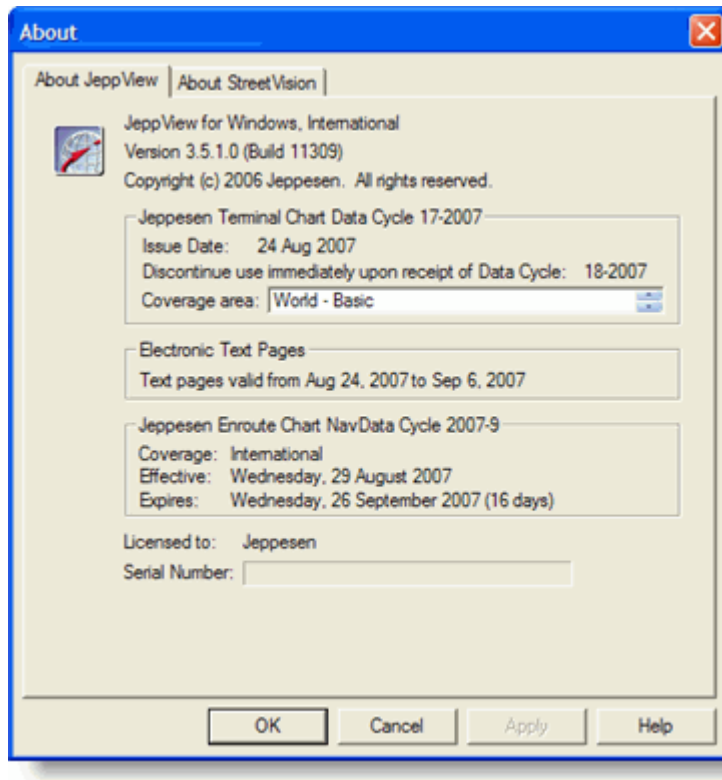 About
About JeppView
About StreetVision
JeppView for Windows, International
Version 3.5.1.0 (Build 11309)
Copyright (c) 2006 Jeppesen.  All rights reserved.
Jeppesen Terminal Chart Data Cycle 17-2007
Issue Date: 24 Aug 2007
Discontinue use immediately upon receipt of Data Cycle: 18-2007
Coverage area: World - Basic
Electronic Text Pages
Text pages valid from Aug 24, 2007 to Sep 6, 2007
Jeppesen Enroute Chart NavData Cycle 2007-9
Coverage: International
Effective: Wednesday, 29 August 2007
Expires: Wednesday, 26 September 2007 (16 days)
Licensed to: Jeppesen
Serial Number:
OK Cancel Apply Help